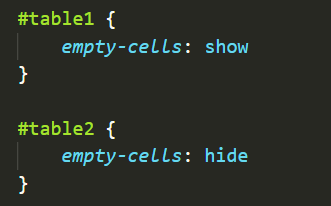 #table1 {
    empty-cells: show
}

#table2 {
    empty-cells: hide
}